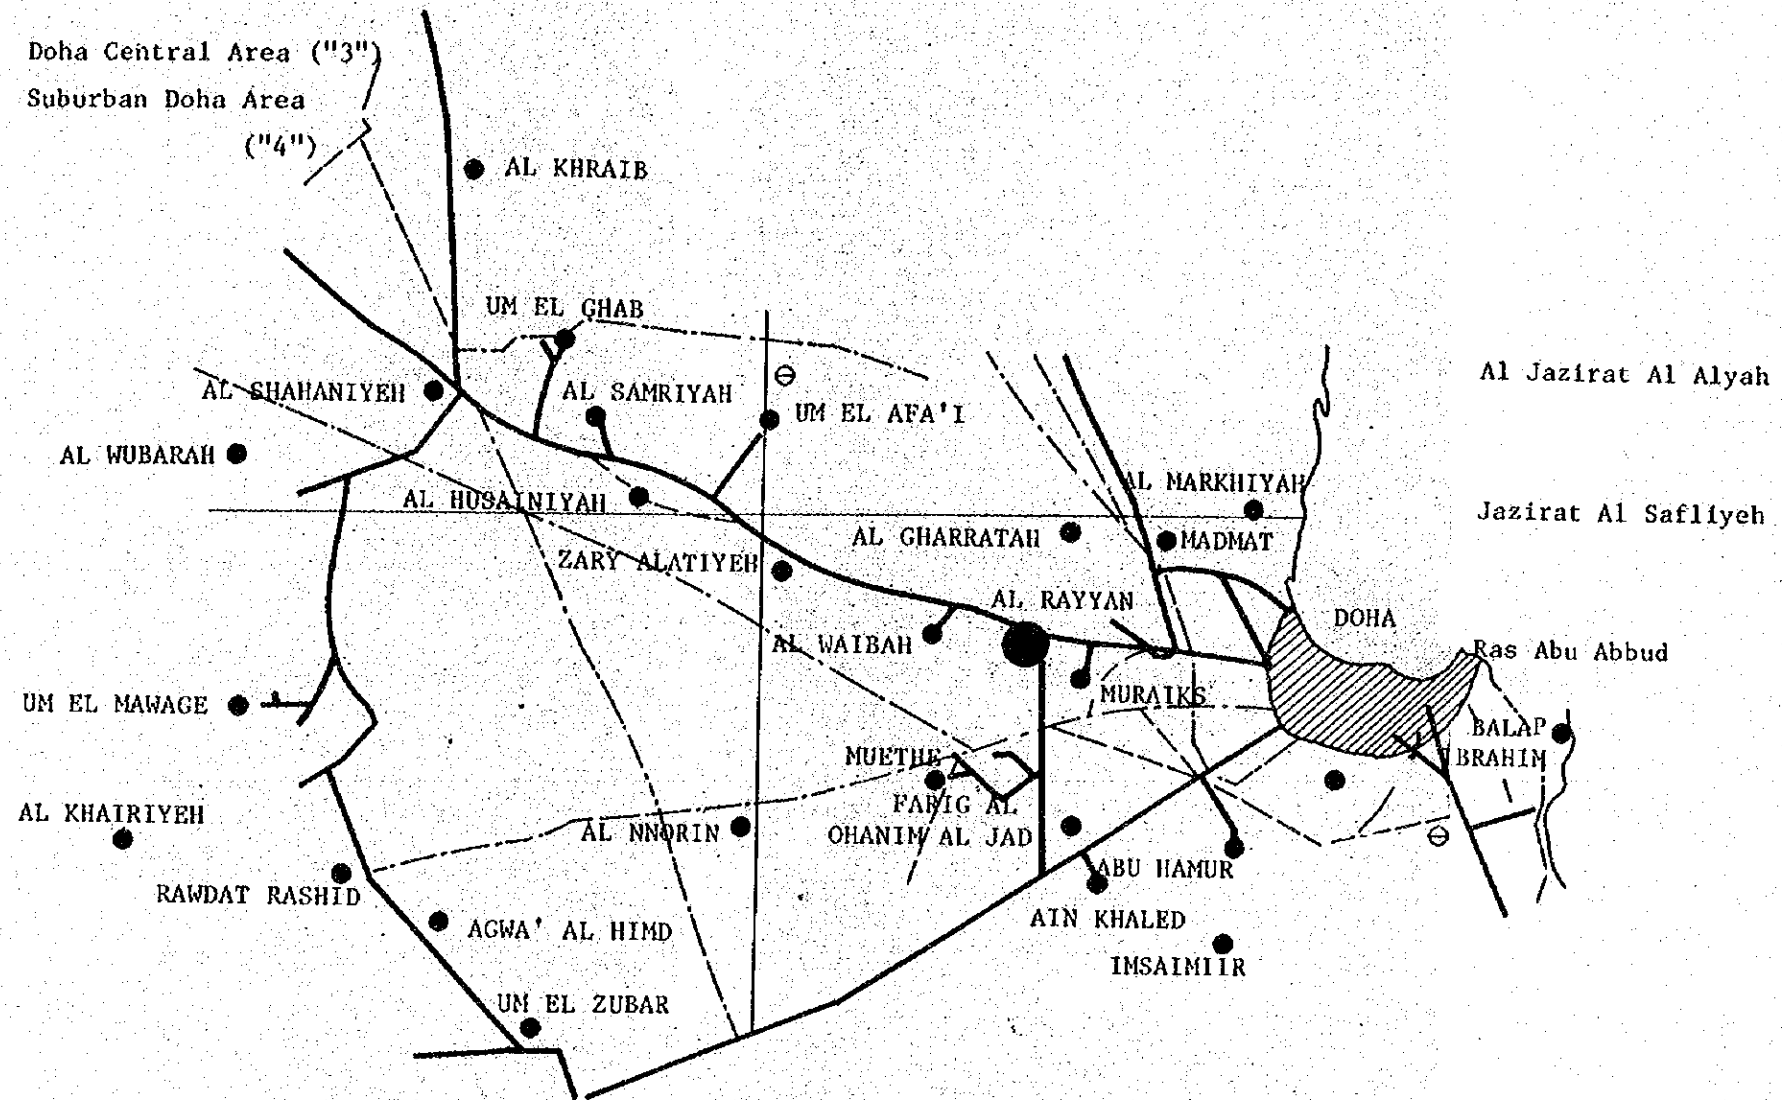 Doha Central Area ("3")
Suburban Doha Area
("4")
AL KHRAIB
UM EL GHAB
AL SHAHANIYEH
AL SAMRIYAH
UM EL AFA'I
Al Jazirat Al Alyah
AL WUBARAH
AL HUSAINIYAH
AL MARKHIYAH
Jazirat Al Safliyeh
AL GHARRATAH
MADMAT
ZARY ALATIYEH
AL RAYYAN
DOHA
AL WAIBAH
Ras Abu Abbud
UM EL MAWAGE
MURAIKS
BALAP
IBRAHIM
MUETHE
FARIG AL
OHANIM AL JAD
AL KHAIRIYEH
AL NNORIN
ABU HAMUR
RAWDAT RASHID
AGWA' AL HIMD
AIN KHALED
IMSAIMIIR
UM EL ZUBAR